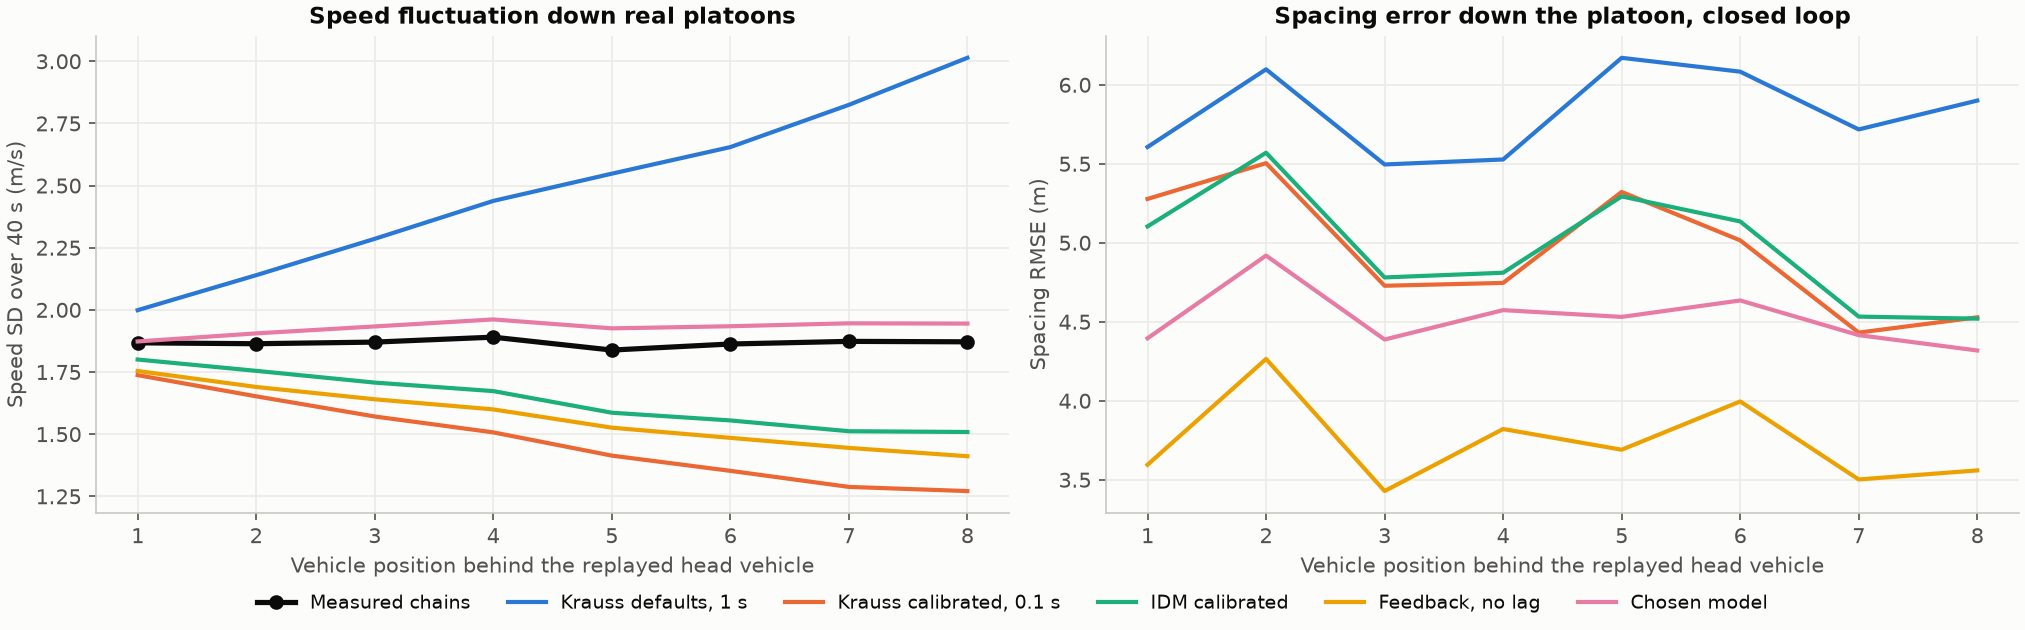 Speed fluctuation down real platoons
Speed SD over 40 s (m/s)
3.00
2.75
2.50
2.25
2.00
1.75
1.50
1.25
1 2 3 4 5 6 7 8
Vehicle position behind the replayed head vehicle
Spacing error down the platoon, closed loop
Spacing RMSE (m)
6.0
5.5
5.0
4.5
4.0
3.5
1 2 3 4 5 6 7 8
Vehicle position behind the replayed head vehicle
Measured chains Krauss defaults, 1 s Krauss calibrated, 0.1 s IDM calibrated Feedback, no lag Chosen model